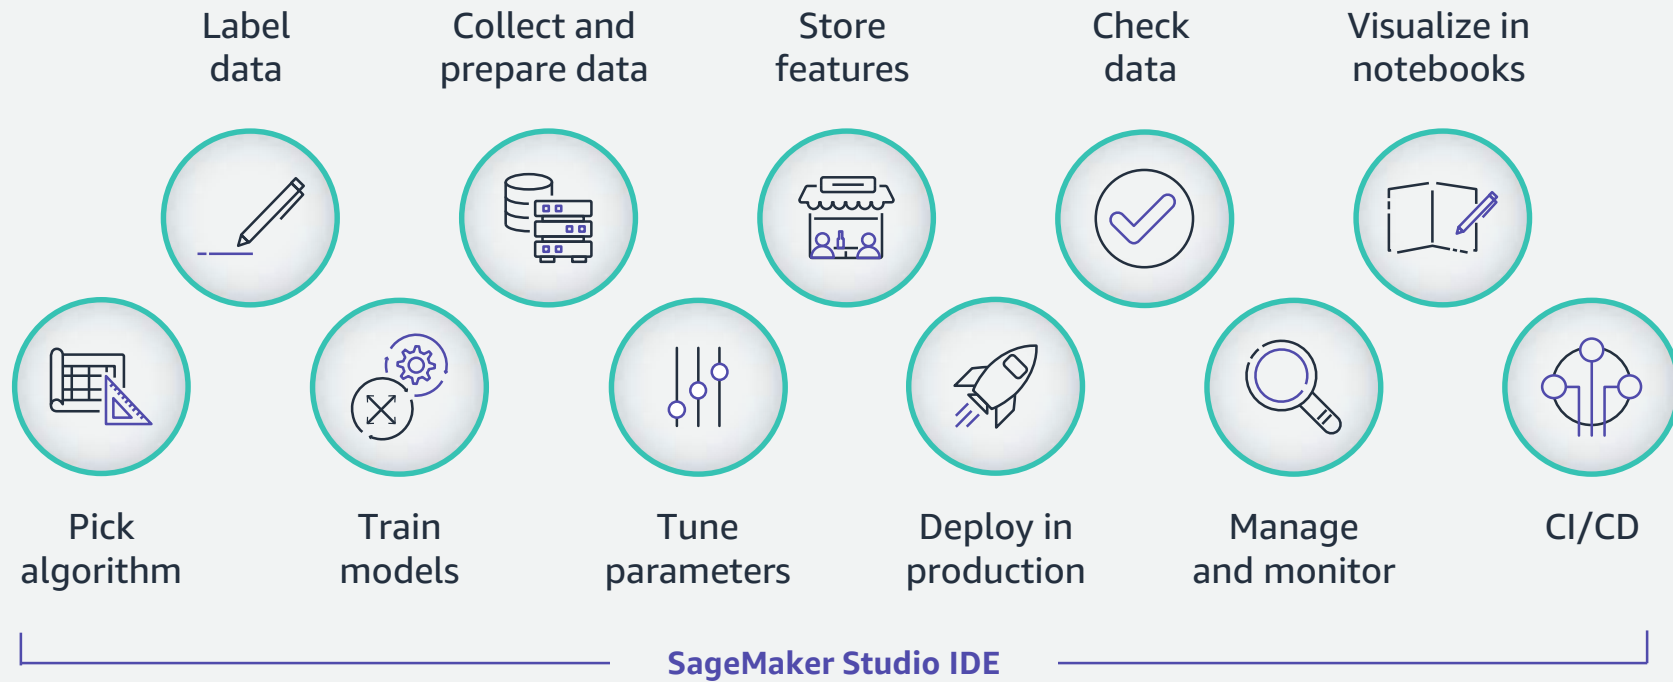 Label
data
Collect and
prepare data
Store
features
Check
data
Visualize in
notebooks
Pick
algorithm
Train
models
Tune
parameters
Deploy in
production
Manage
and monitor
CI/CD
SageMaker Studio IDE